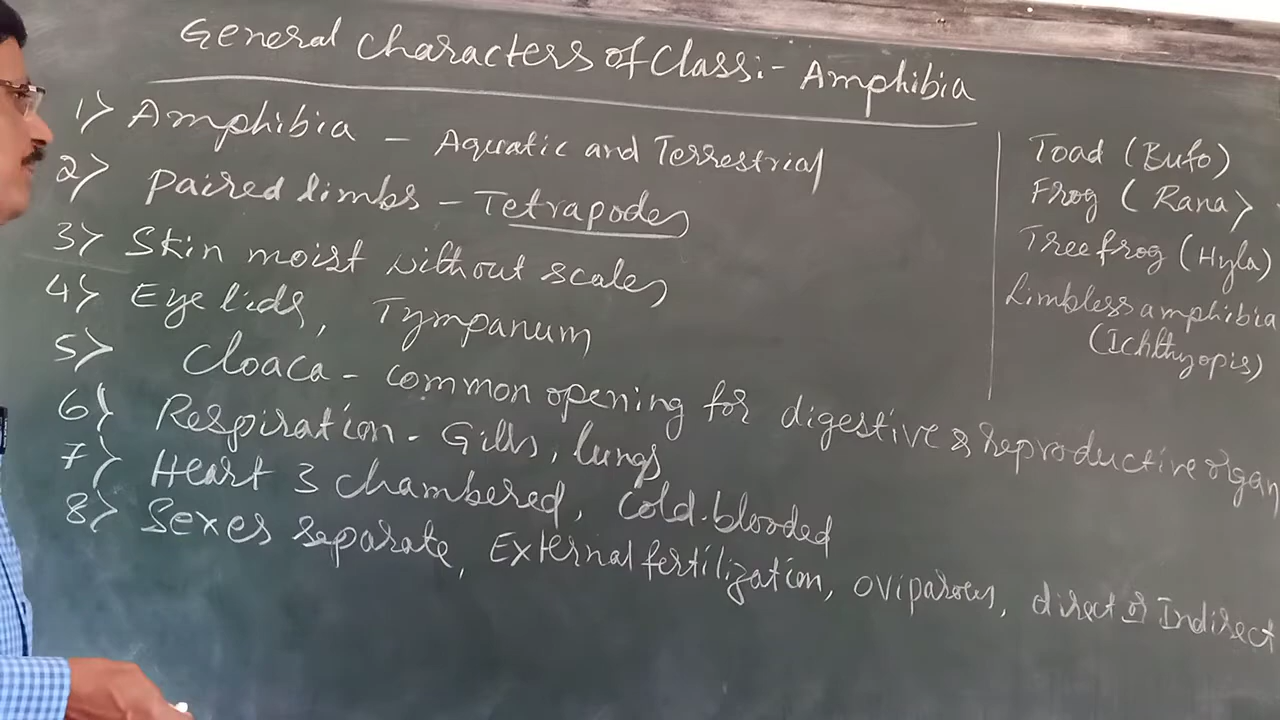 General characters of Class:- Amphibia
1) Amphibia - Aquatic and Terrestrial
2) Paired limbs - Tetrapodes
3) Skin moist without scales
4) Eye lids, Tympanum
5) Cloaca - common opening for digestive & reproductive organ
6) Respiration - Gills, lungs
7) Heart 3 chambered, cold-blooded
8) Sexes separate, External fertilization, oviparous, direct or Indirect
Toad (Bufo)
Frog (Rana)
Tree frog (Hyla)
Limbless amphibia
(Ichthyopis)